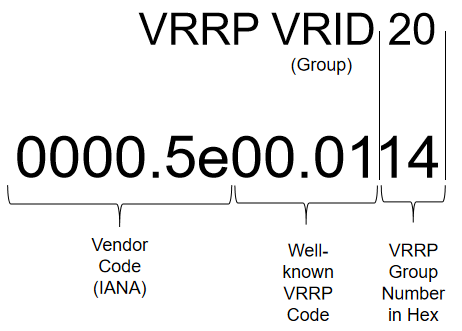 VRRP VRID 20
(Group)
0000.5e00.0114
Vendor
Code
(IANA)
Well-
known
VRRP
Code
VRRP
Group
Number
in Hex